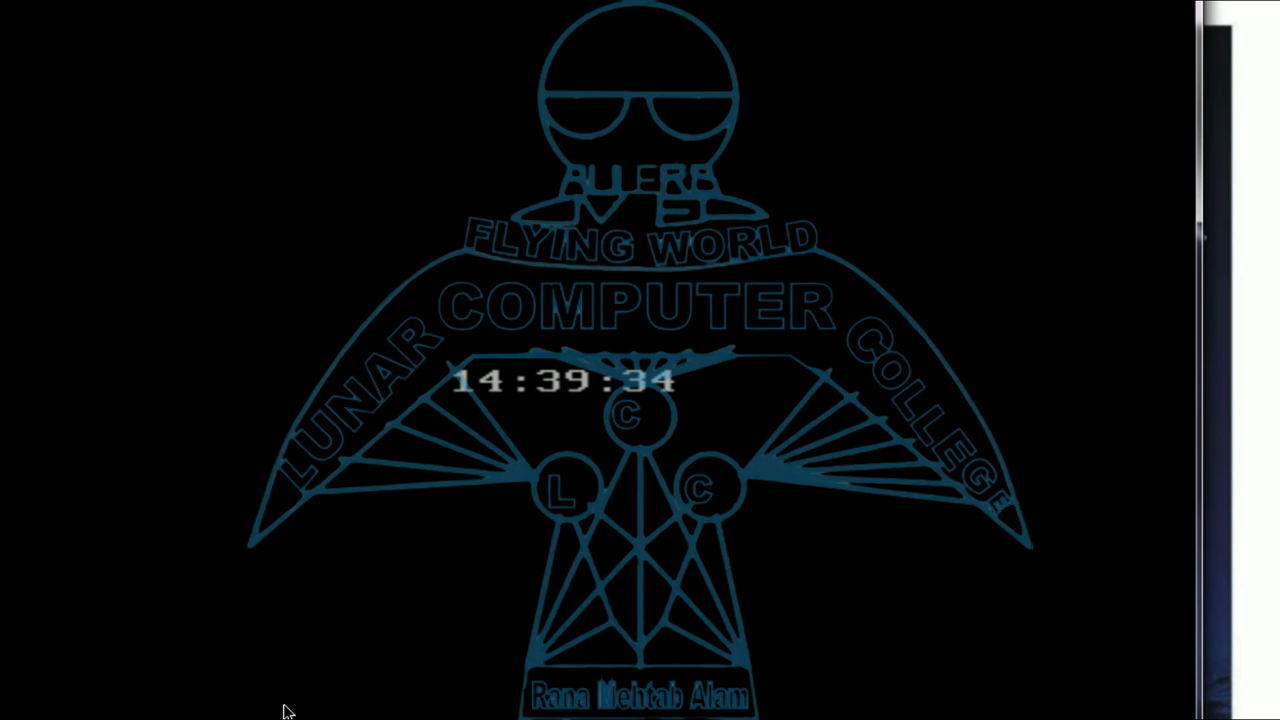 FLYING WORLD
LUNAR COMPUTER COLLEGE
14:39:34
C
L C
Rana Mehtab Alam